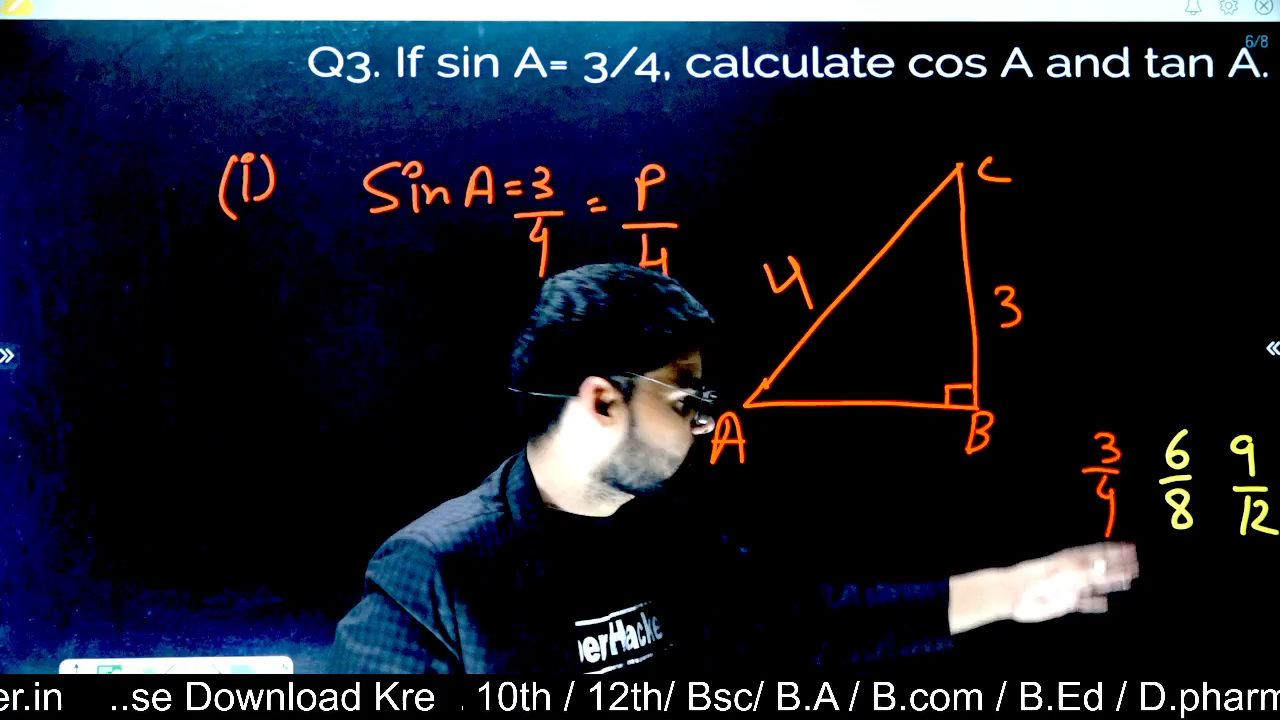 6/8
Q3. If sin A= 3/4, calculate cos A and tan A.
(i) Sin A = 3/4 = P/H
C
4
3
A
B
3/4 6/8 9/12
erHacke
er.in ..se Download Kre . 10th / 12th/ Bsc/ B.A / B.com / B.Ed / D.pharm